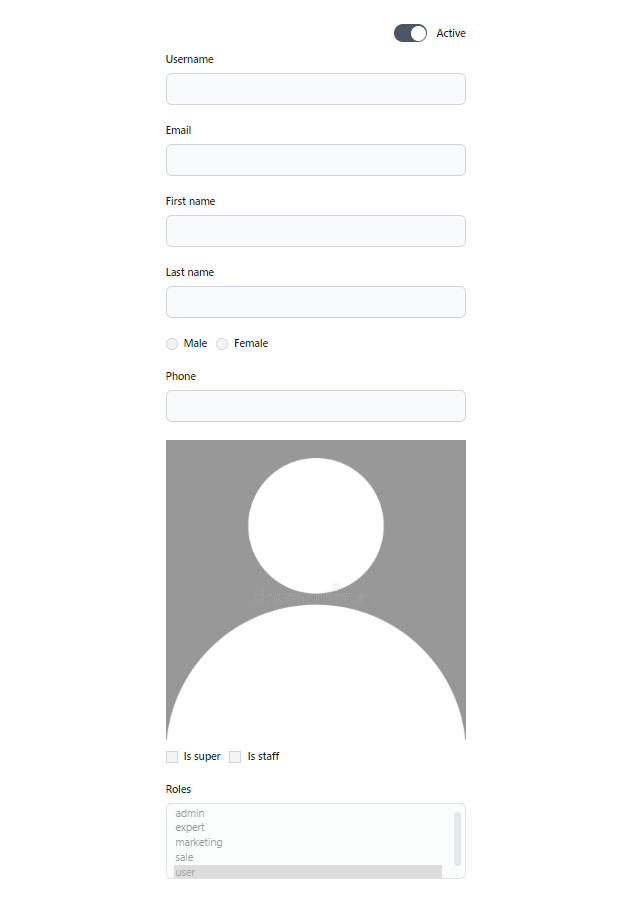 Active
Username
Email
First name
Last name
Male Female
Phone
Is super Is staff
Roles
admin
expert
marketing
sale
user